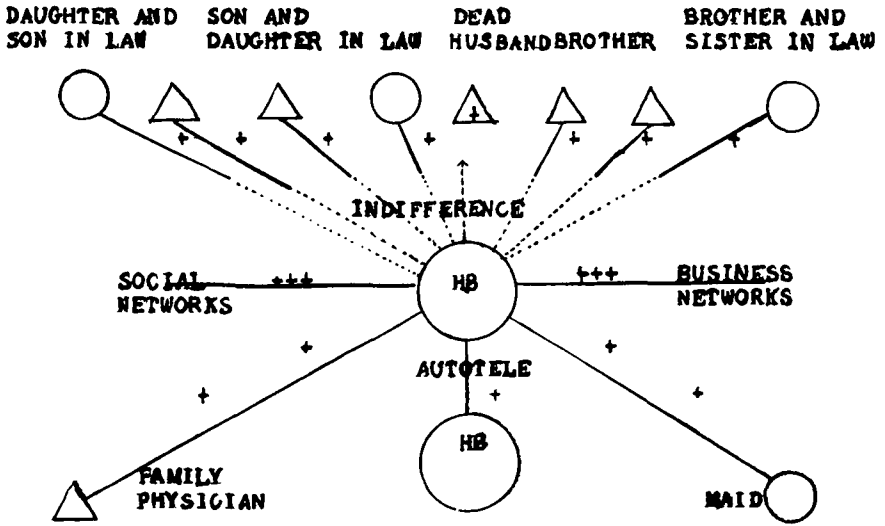 DAUGHTER AND SON AND DEAD BROTHER AND
SON IN LAW DAUGHTER IN LAW HUSBAND BROTHER SISTER IN LAW
+ + + + + + + +
INDIFFERENCE
SOCIAL +++ HB +++ BUSINESS
NETWORKS NETWORKS
+ +
AUTOTELE
+ + +
HB
FAMILY
PHYSICIAN MAID